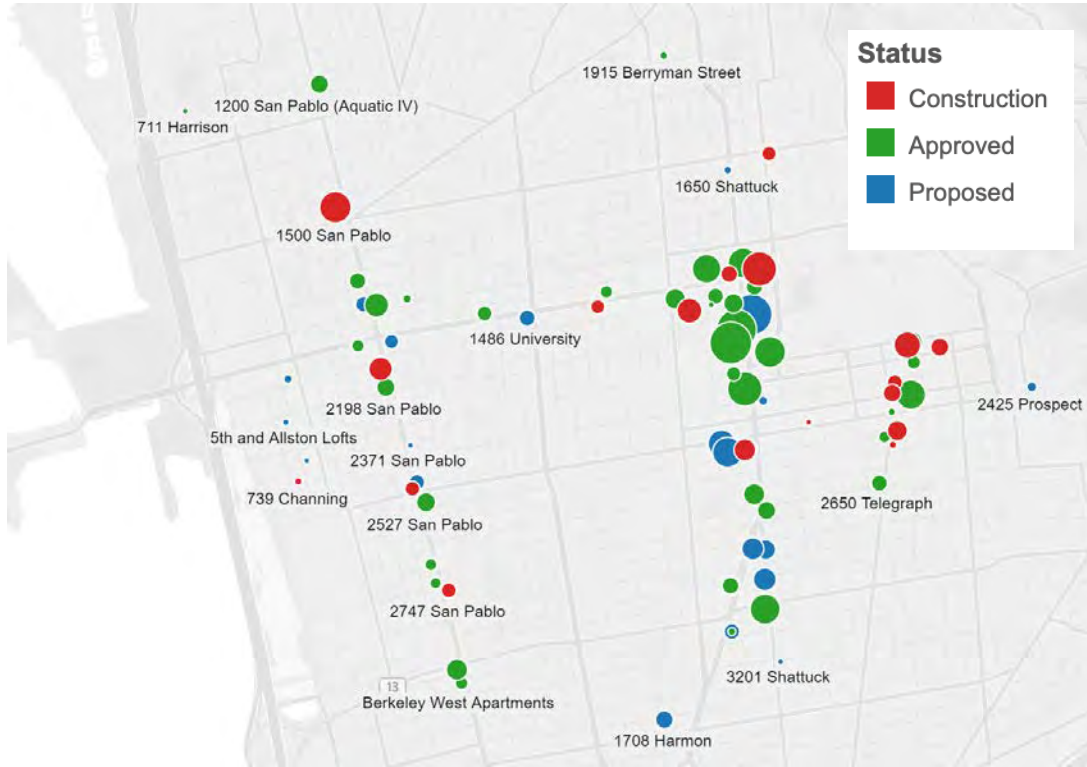 Status
Construction
Approved
Proposed
1915 Berryman Street
1200 San Pablo (Aquatic IV)
711 Harrison
1650 Shattuck
1500 San Pablo
1486 University
2198 San Pablo
2425 Prospect
5th and Allston Lofts
2371 San Pablo
739 Channing
2650 Telegraph
2527 San Pablo
2747 San Pablo
3201 Shattuck
13
Berkeley West Apartments
1708 Harmon